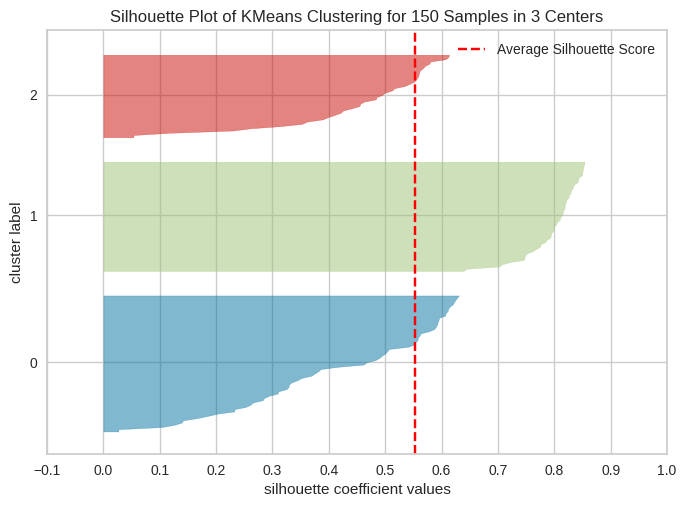 Silhouette Plot of KMeans Clustering for 150 Samples in 3 Centers
Average Silhouette Score
cluster label
2
1
0
−0.1 0.0 0.1 0.2 0.3 0.4 0.5 0.6 0.7 0.8 0.9 1.0
silhouette coefficient values